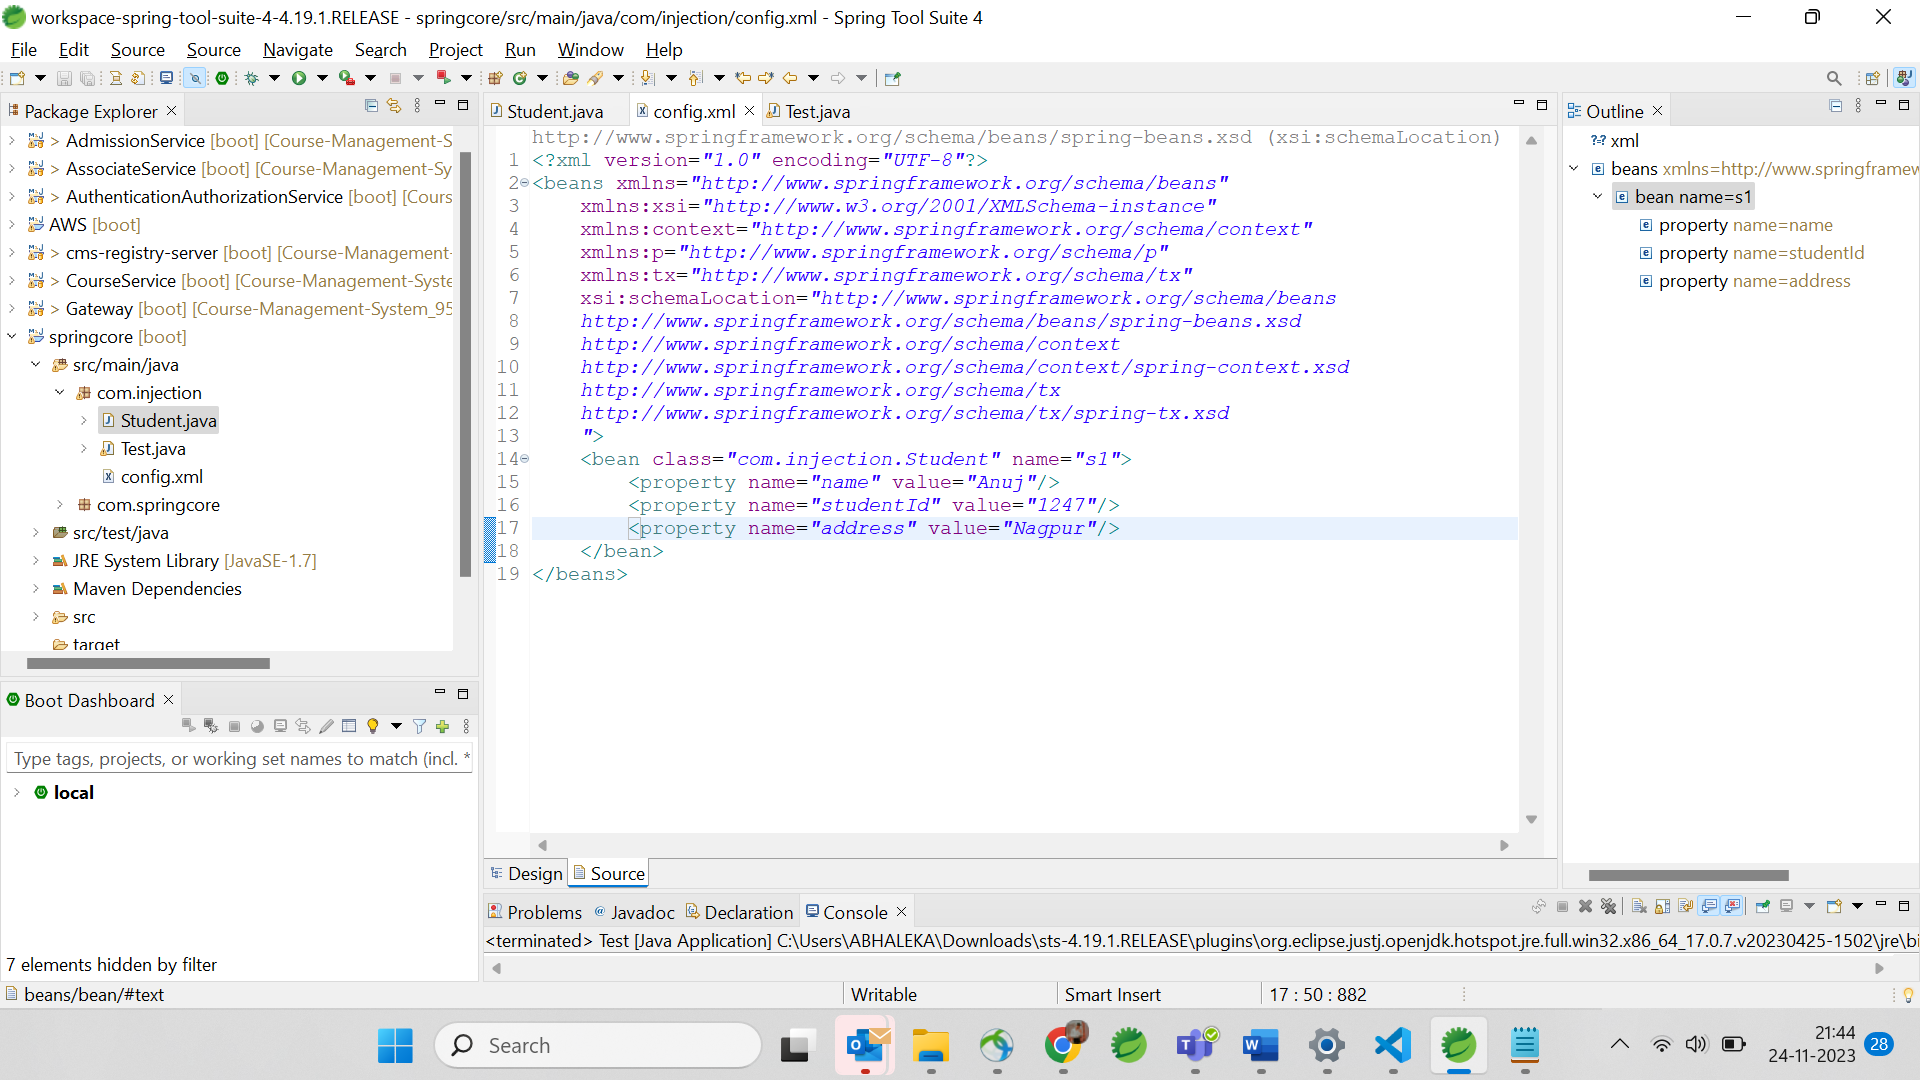 workspace-spring-tool-suite-4-4.19.1.RELEASE - springcore/src/main/java/com/injection/config.xml - Spring Tool Suite 4
File Edit Source Source Navigate Search Project Run Window Help
Package Explorer
> AdmissionService [boot] [Course-Management-S
> AssociateService [boot] [Course-Management-Sy
> AuthenticationAuthorizationService [boot] [Cours
AWS [boot]
> cms-registry-server [boot] [Course-Management-
> CourseService [boot] [Course-Management-Syste
> Gateway [boot] [Course-Management-System_95
springcore [boot]
src/main/java
com.injection
Student.java
Test.java
config.xml
com.springcore
src/test/java
JRE System Library [JavaSE-1.7]
Maven Dependencies
src
target
Boot Dashboard
Type tags, projects, or working set names to match (incl. *
local
7 elements hidden by filter
Student.java config.xml Test.java
http://www.springframework.org/schema/beans/spring-beans.xsd (xsi:schemaLocation)
1 <?xml version="1.0" encoding="UTF-8"?>
2 <beans xmlns="http://www.springframework.org/schema/beans"
3 xmlns:xsi="http://www.w3.org/2001/XMLSchema-instance"
4 xmlns:context="http://www.springframework.org/schema/context"
5 xmlns:p="http://www.springframework.org/schema/p"
6 xmlns:tx="http://www.springframework.org/schema/tx"
7 xsi:schemaLocation="http://www.springframework.org/schema/beans
8 http://www.springframework.org/schema/beans/spring-beans.xsd
9 http://www.springframework.org/schema/context
10 http://www.springframework.org/schema/context/spring-context.xsd
11 http://www.springframework.org/schema/tx
12 http://www.springframework.org/schema/tx/spring-tx.xsd
13 ">
14 <bean class="com.injection.Student" name="s1">
15 <property name="name" value="Anuj"/>
16 <property name="studentId" value="1247"/>
17 <property name="address" value="Nagpur"/>
18 </bean>
19 </beans>
Design Source
Outline
xml
beans xmlns=http://www.springframew
bean name=s1
property name=name
property name=studentId
property name=address
Problems Javadoc Declaration Console
<terminated> Test [Java Application] C:\Users\ABHALEKA\Downloads\sts-4.19.1.RELEASE\plugins\org.eclipse.justj.openjdk.hotspot.jre.full.win32.x86_64_17.0.7.v20230425-1502\jre\bi
beans/bean/#text
Writable
Smart Insert
17 : 50 : 882
Search
21:44
24-11-2023
28